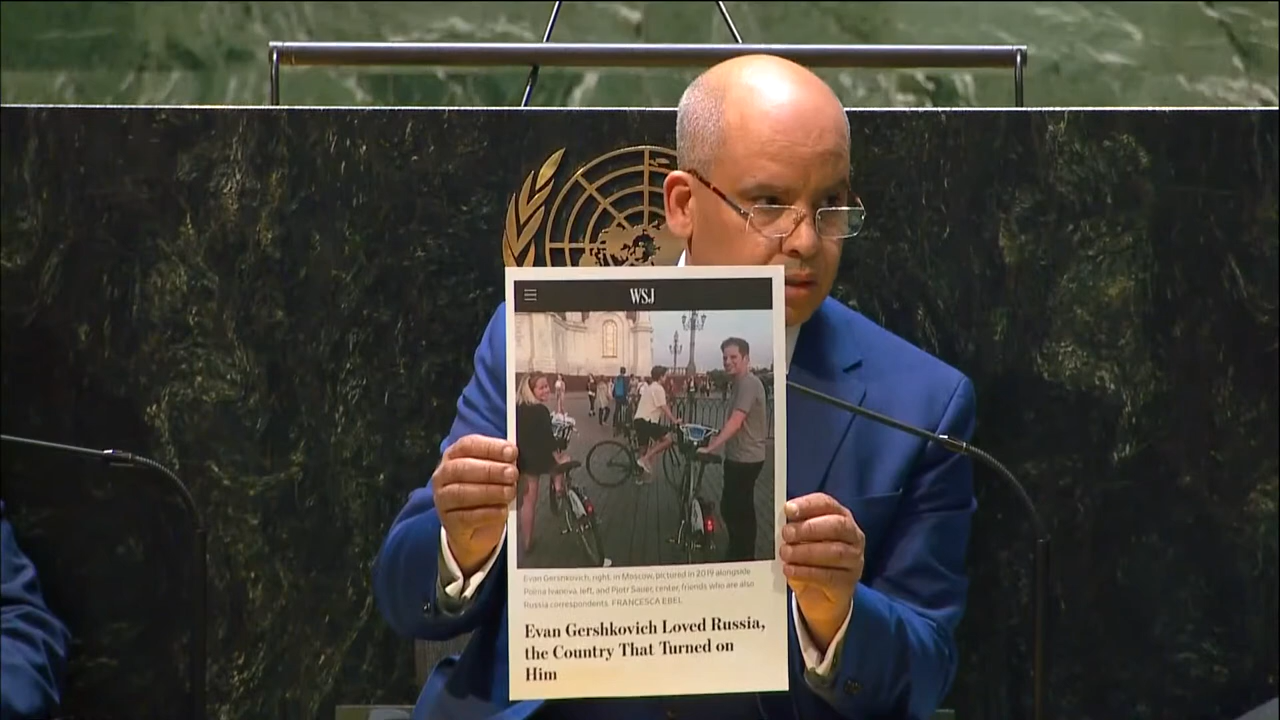 WSJ
Evan Gershkovich, right, in Moscow, pictured in 2019 alongside
Polina Ivanova, left, and Pjotr Sauer, center, friends who are also
Russia correspondents. FRANCESCA EBEL
Evan Gershkovich Loved Russia,
the Country That Turned on
Him